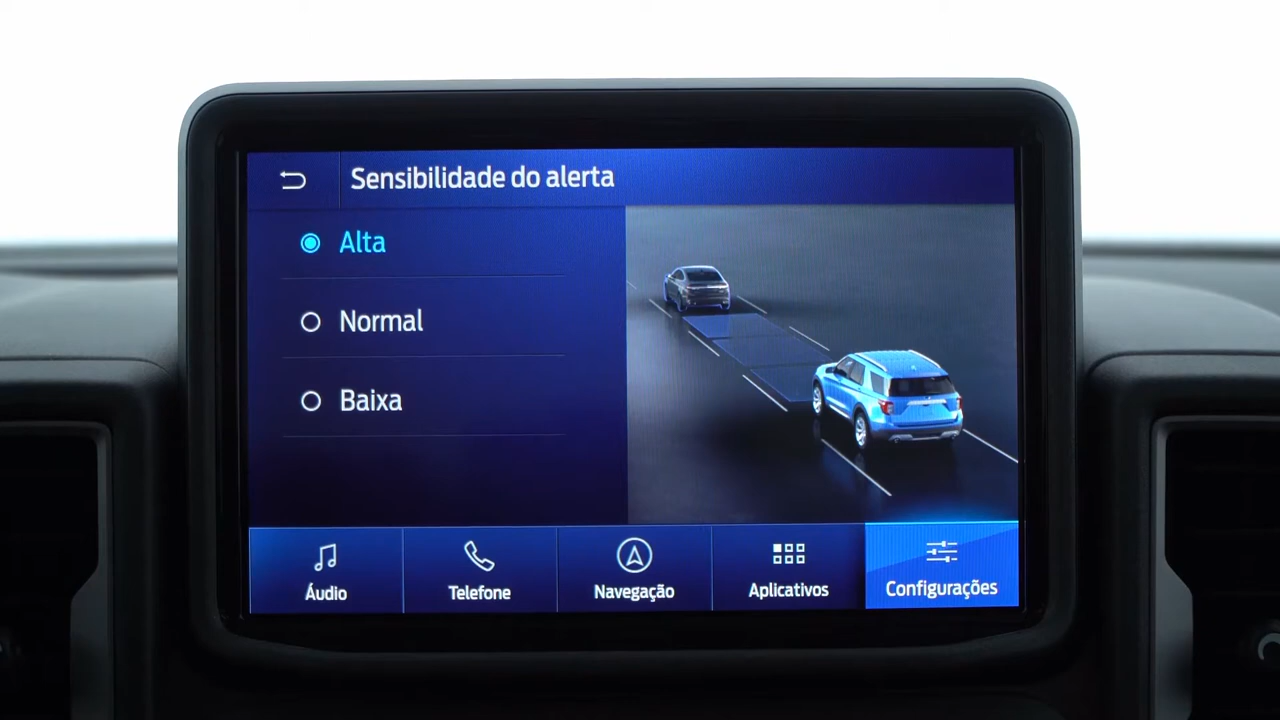 Sensibilidade do alerta
Alta
Normal
Baixa
Áudio
Telefone
Navegação
Aplicativos
Configurações